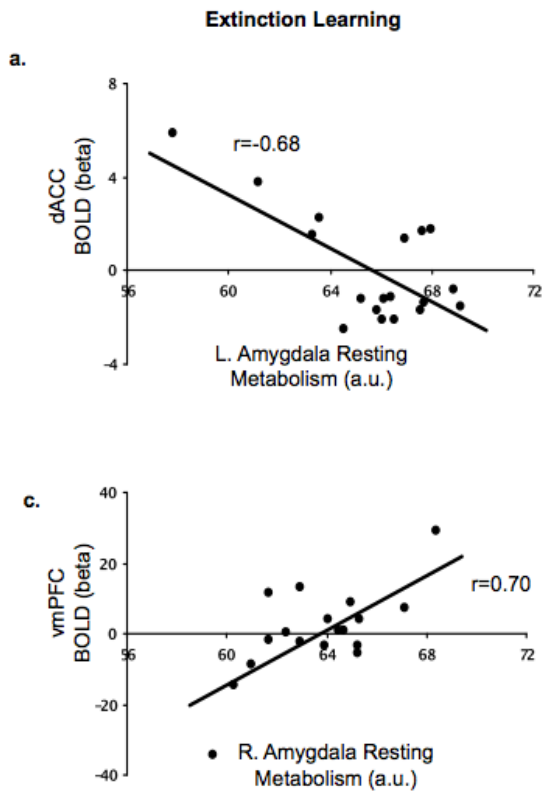 Extinction Learning
a.
8
r=-0.68
4
dACC
BOLD (beta)
0
56 60 64 68 72
L. Amygdala Resting
Metabolism (a.u.)
-4
c.
40
20
r=0.70
vmPFC
BOLD (beta)
0
56 60 64 68 72
-20
R. Amygdala Resting
Metabolism (a.u.)
-40